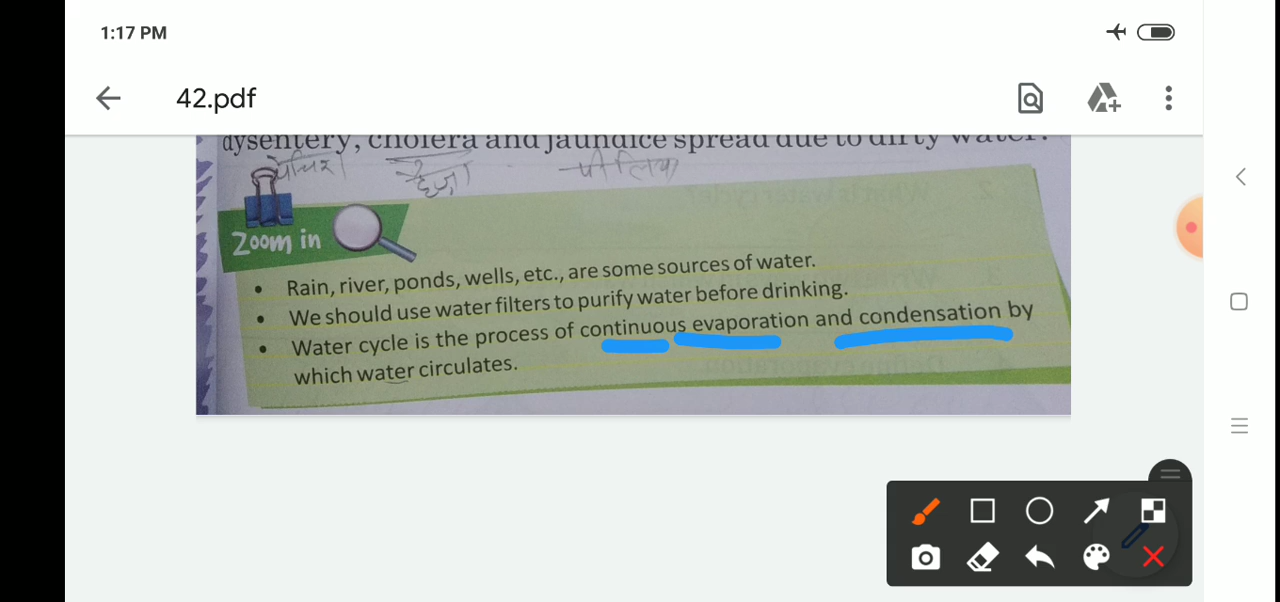 1:17 PM
42.pdf
dysentery, cholera and jaundice spread due to dirty water.
पेचिश हैजा पीलिया
Zoom in
• Rain, river, ponds, wells, etc., are some sources of water.
• We should use water filters to purify water before drinking.
• Water cycle is the process of continuous evaporation and condensation by
which water circulates.